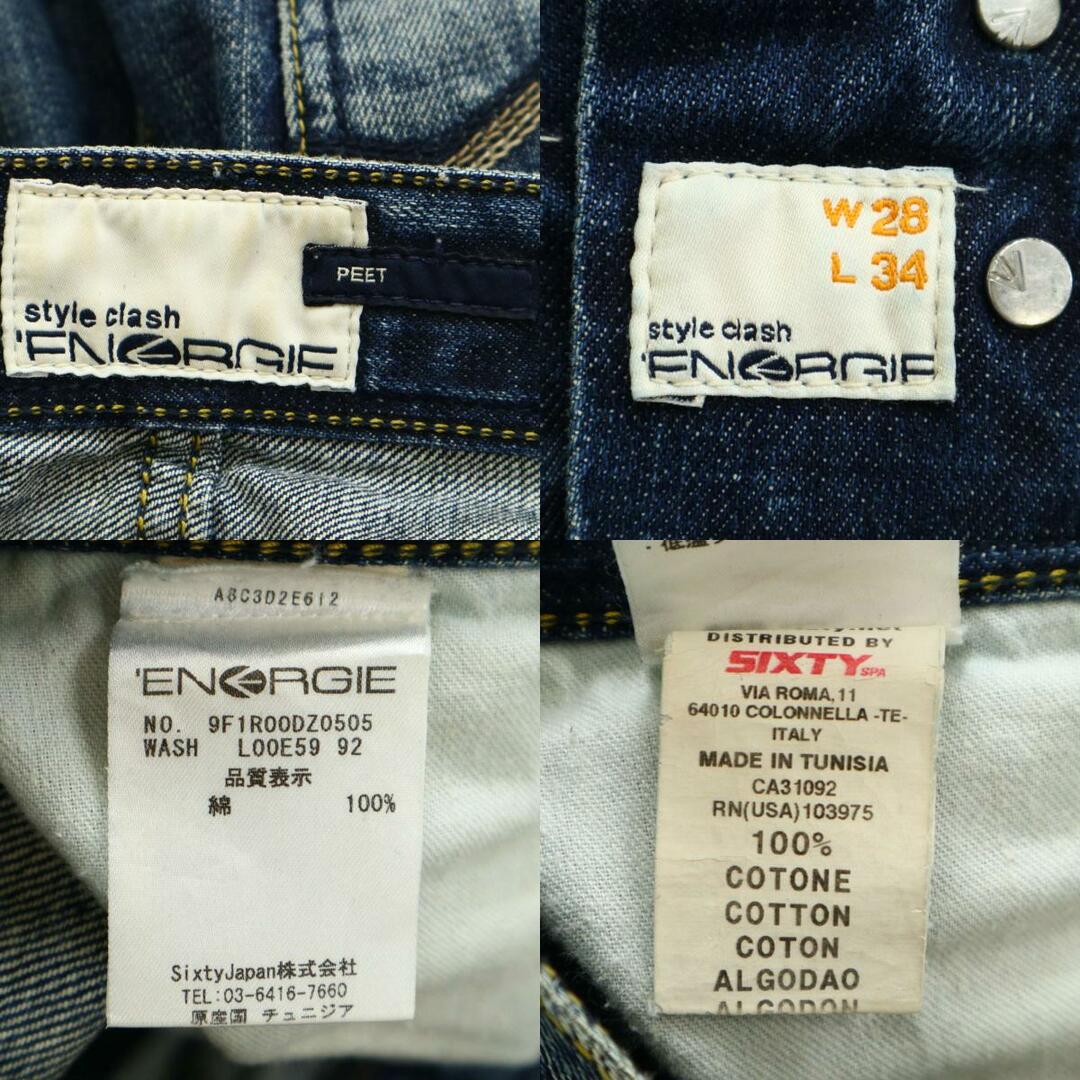 PEET
style clash
'ENERGIE
W 28
L 34
style clash
'ENERGIE
A8C3D2E612
'ENERGIE
NO. 9F1R00DZ0505
WASH L00E59 92
品質表示
綿 100%
SixtyJapan株式会社
TEL:03-6416-7660
原産国 チュニジア
DISTRIBUTED BY
SIXTY SPA
VIA ROMA,11
64010 COLONNELLA -TE-
ITALY
MADE IN TUNISIA
CA31092
RN(USA)103975
100%
COTONE
COTTON
COTON
ALGODAO
ALGODON